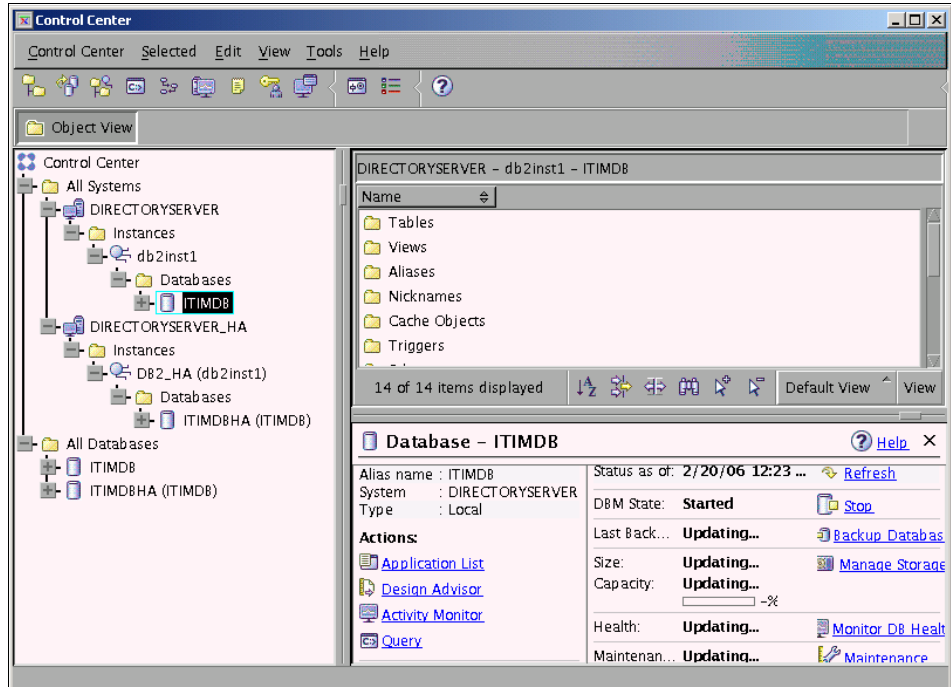 Control Center
Control Center Selected Edit View Tools Help
Object View
Control Center
All Systems
DIRECTORYSERVER
Instances
db2inst1
Databases
ITIMDB
DIRECTORYSERVER_HA
Instances
DB2_HA (db2inst1)
Databases
ITIMDBHA (ITIMDB)
All Databases
ITIMDB
ITIMDBHA (ITIMDB)
DIRECTORYSERVER – db2inst1 – ITIMDB
Name
Tables
Views
Aliases
Nicknames
Cache Objects
Triggers
14 of 14 items displayed
Default View View
Database – ITIMDB
Help
Alias name : ITIMDB
System : DIRECTORYSERVER
Type : Local
Actions:
Application List
Design Advisor
Activity Monitor
Query
Status as of: 2/20/06 12:23 ... Refresh
DBM State: Started Stop
Last Back... Updating... Backup Databas
Size: Updating... Manage Storage
Capacity: Updating...
-%
Health: Updating... Monitor DB Healt
Maintenan... Updating... Maintenance